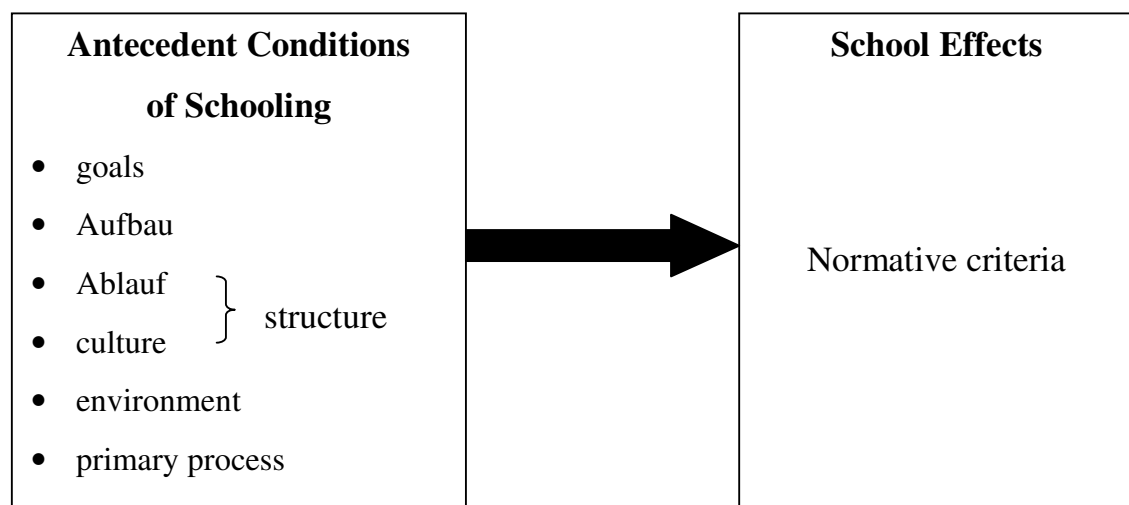 Antecedent Conditions
of Schooling
• goals
• Aufbau
• Ablauf
• culture
structure
• environment
• primary process
School Effects
Normative criteria